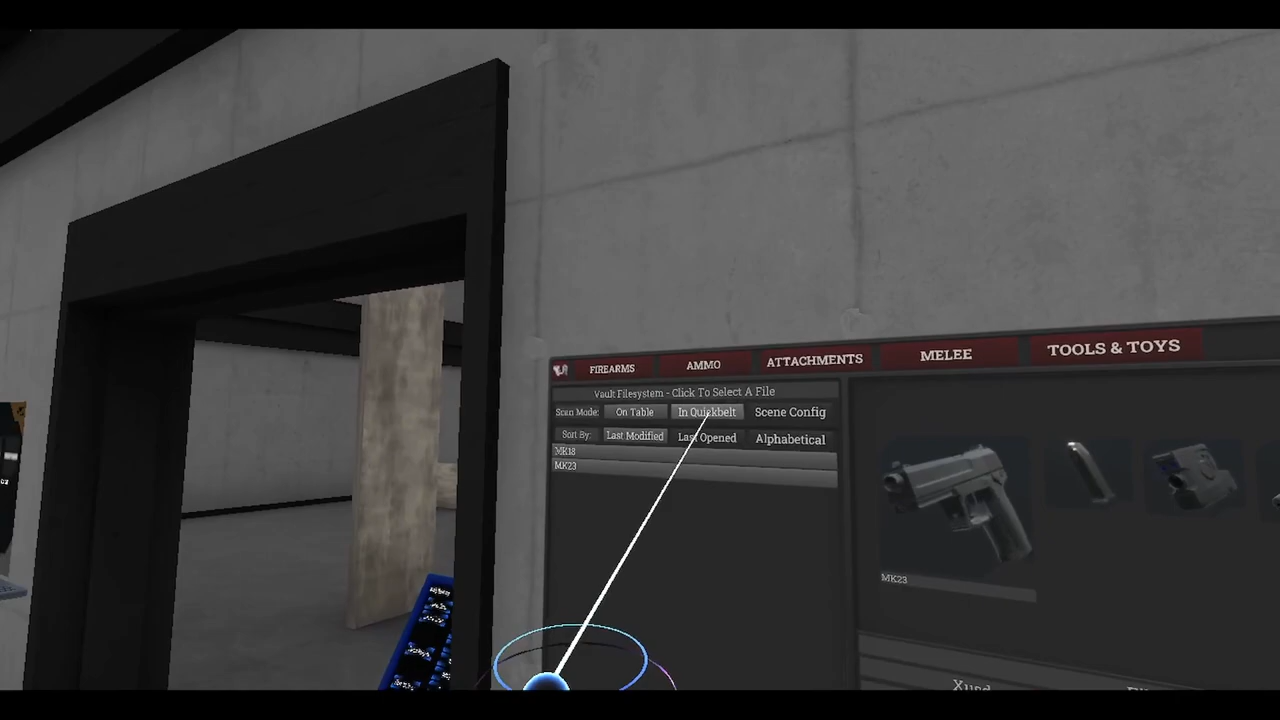 FIREARMS AMMO ATTACHMENTS MELEE TOOLS & TOYS
Vault Filesystem - Click To Select A File
Scan Mode: On Table In Quickbelt Scene Config
Sort By: Last Modified Last Opened Alphabetical
MK18
MK23
MK23